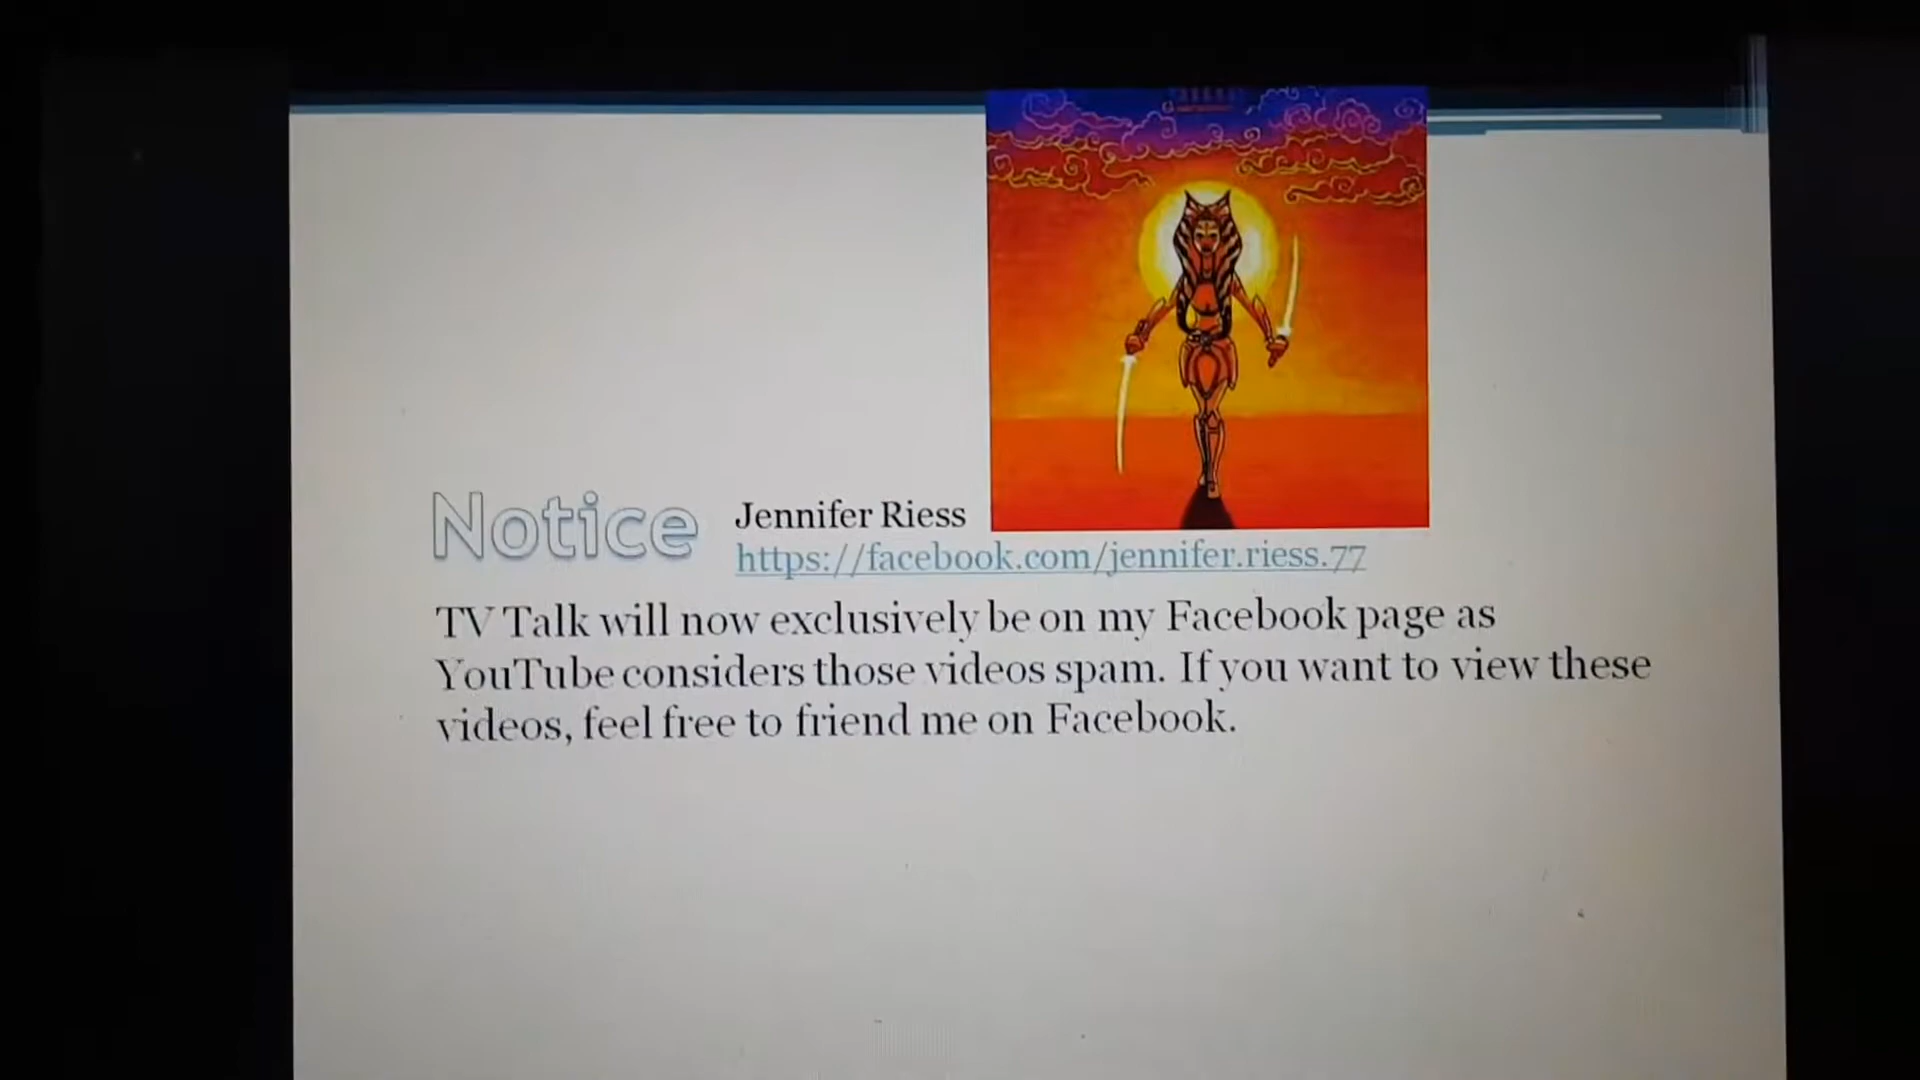 Notice
Jennifer Riess
https://facebook.com/jennifer.riess.77
TV Talk will now exclusively be on my Facebook page as
YouTube considers those videos spam. If you want to view these
videos, feel free to friend me on Facebook.